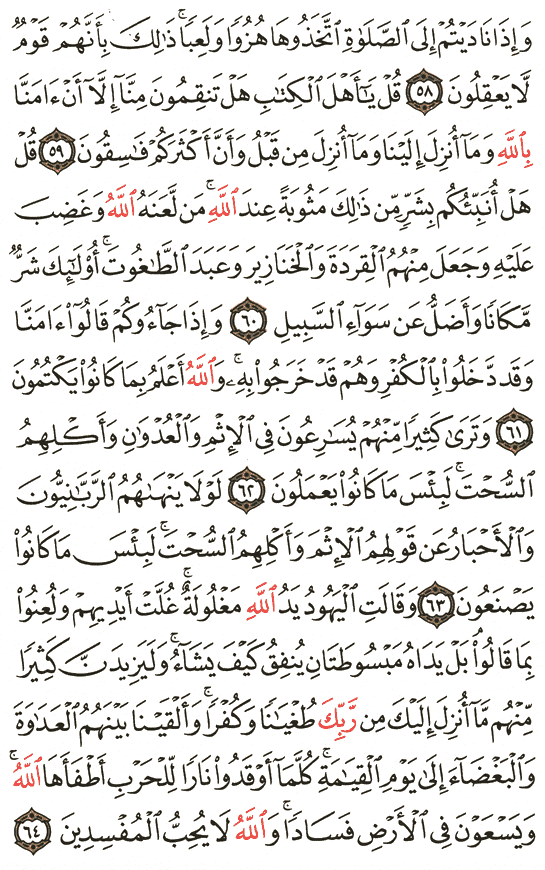 وَإِذَا نَادَيْتُمْ إِلَى ٱلصَّلَوٰةِ ٱتَّخَذُوهَا هُزُوًا وَلَعِبًا ۚ ذَٰلِكَ بِأَنَّهُمْ قَوْمٌ
لَّا يَعْقِلُونَ ٥٨ قُلْ يَـٰٓأَهْلَ ٱلْكِتَـٰبِ هَلْ تَنقِمُونَ مِنَّآ إِلَّآ أَنْ ءَامَنَّا
بِٱللَّهِ وَمَآ أُنزِلَ إِلَيْنَا وَمَآ أُنزِلَ مِن قَبْلُ وَأَنَّ أَكْثَرَكُمْ فَـٰسِقُونَ ٥٩ قُلْ
هَلْ أُنَبِّئُكُم بِشَرٍّ مِّن ذَٰلِكَ مَثُوبَةً عِندَ ٱللَّهِ ۚ مَن لَّعَنَهُ ٱللَّهُ وَغَضِبَ
عَلَيْهِ وَجَعَلَ مِنْهُمُ ٱلْقِرَدَةَ وَٱلْخَنَازِيرَ وَعَبَدَ ٱلطَّـٰغُوتَ ۚ أُو۟لَـٰٓئِكَ شَرٌّ
مَّكَانًا وَأَضَلُّ عَن سَوَآءِ ٱلسَّبِيلِ ٦٠ وَإِذَا جَآءُوكُمْ قَالُوٓا۟ ءَامَنَّا
وَقَد دَّخَلُوا۟ بِٱلْكُفْرِ وَهُمْ قَدْ خَرَجُوا۟ بِهِۦ ۚ وَٱللَّهُ أَعْلَمُ بِمَا كَانُوا۟ يَكْتُمُونَ
٦١ وَتَرَىٰ كَثِيرًا مِّنْهُمْ يُسَـٰرِعُونَ فِى ٱلْإِثْمِ وَٱلْعُدْوَٰنِ وَأَكْلِهِمُ
ٱلسُّحْتَ ۚ لَبِئْسَ مَا كَانُوا۟ يَعْمَلُونَ ٦٢ لَوْلَا يَنْهَىٰهُمُ ٱلرَّبَّـٰنِيُّونَ
وَٱلْأَحْبَارُ عَن قَوْلِهِمُ ٱلْإِثْمَ وَأَكْلِهِمُ ٱلسُّحْتَ ۚ لَبِئْسَ مَا كَانُوا۟
يَصْنَعُونَ ٦٣ وَقَالَتِ ٱلْيَهُودُ يَدُ ٱللَّهِ مَغْلُولَةٌ ۚ غُلَّتْ أَيْدِيهِمْ وَلُعِنُوا۟
بِمَا قَالُوا۟ ۘ بَلْ يَدَاهُ مَبْسُوطَتَانِ يُنفِقُ كَيْفَ يَشَآءُ ۚ وَلَيَزِيدَنَّ كَثِيرًا
مِّنْهُم مَّآ أُنزِلَ إِلَيْكَ مِن رَّبِّكَ طُغْيَـٰنًا وَكُفْرًا ۚ وَأَلْقَيْنَا بَيْنَهُمُ ٱلْعَدَٰوَةَ
وَٱلْبَغْضَآءَ إِلَىٰ يَوْمِ ٱلْقِيَـٰمَةِ ۚ كُلَّمَآ أَوْقَدُوا۟ نَارًا لِّلْحَرْبِ أَطْفَأَهَا ٱللَّهُ ۚ
وَيَسْعَوْنَ فِى ٱلْأَرْضِ فَسَادًا ۚ وَٱللَّهُ لَا يُحِبُّ ٱلْمُفْسِدِينَ ٦٤